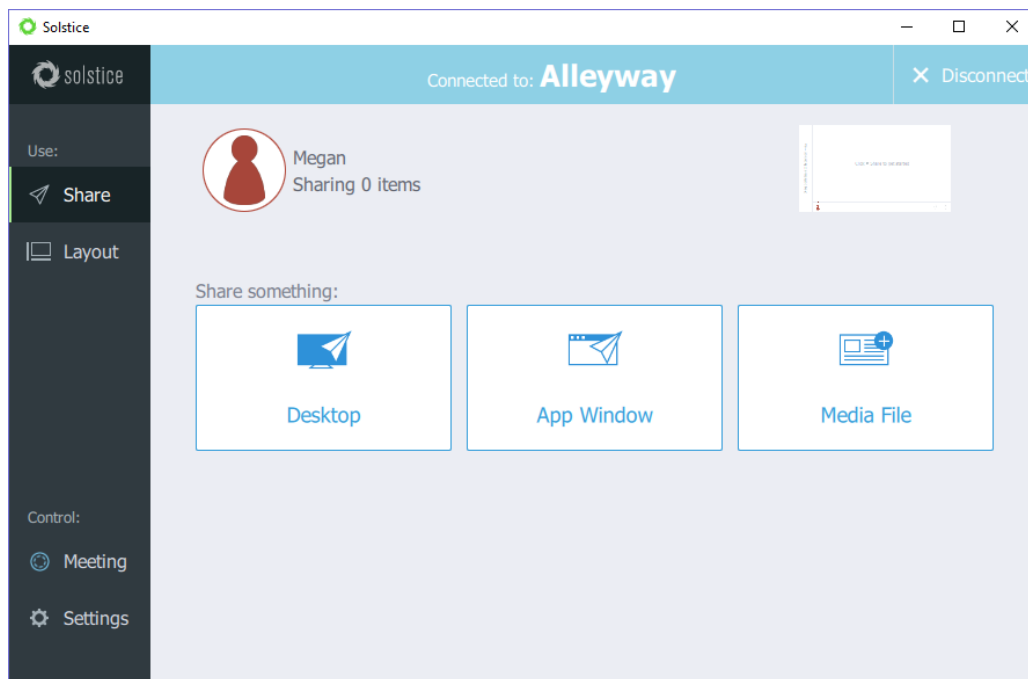 Solstice
solstice
Connected to: Alleyway
Disconnect
Use:
Share
Layout
Megan
Sharing 0 items
Share something:
Desktop
App Window
Media File
Control:
Meeting
Settings